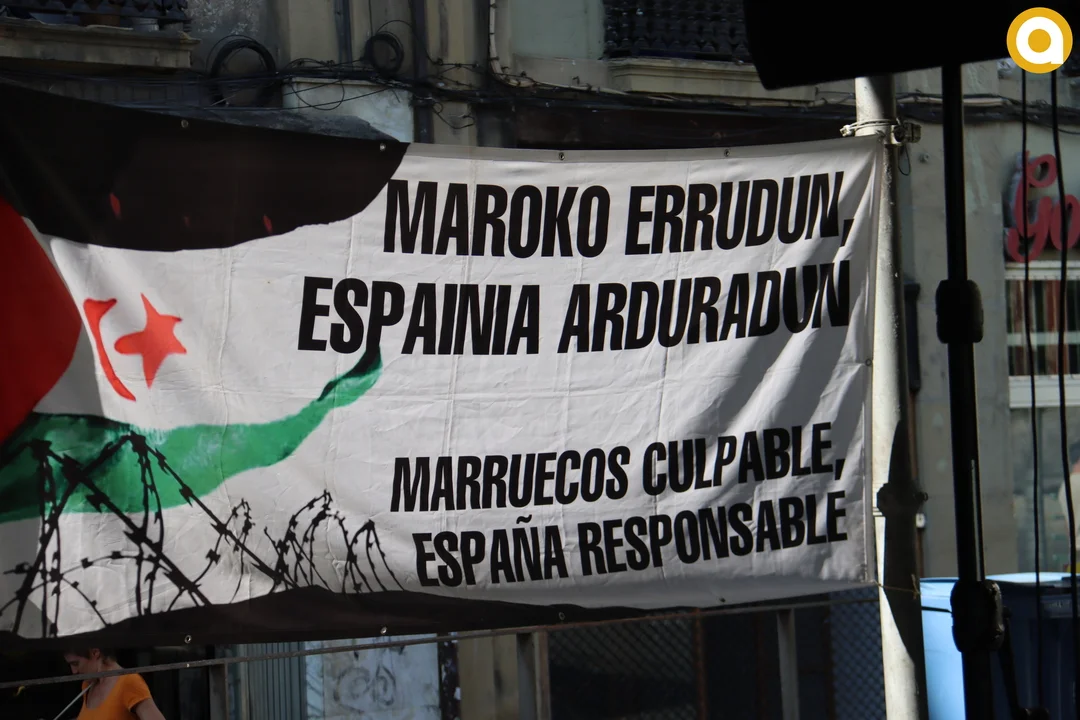 MAROKO ERRUDUN,
ESPAINIA ARDURADUN
MARRUECOS CULPABLE,
ESPAÑA RESPONSABLE
a